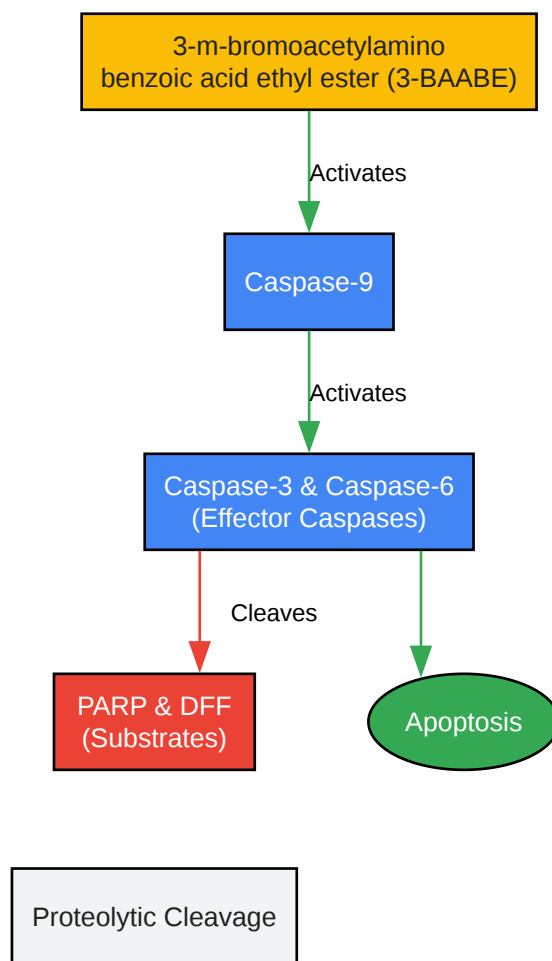 3-m-bromoacetylamino
benzoic acid ethyl ester (3-BAABE)
Activates
Caspase-9
Activates
Caspase-3 & Caspase-6
(Effector Caspases)
Cleaves
PARP & DFF
(Substrates)
Apoptosis
Proteolytic Cleavage